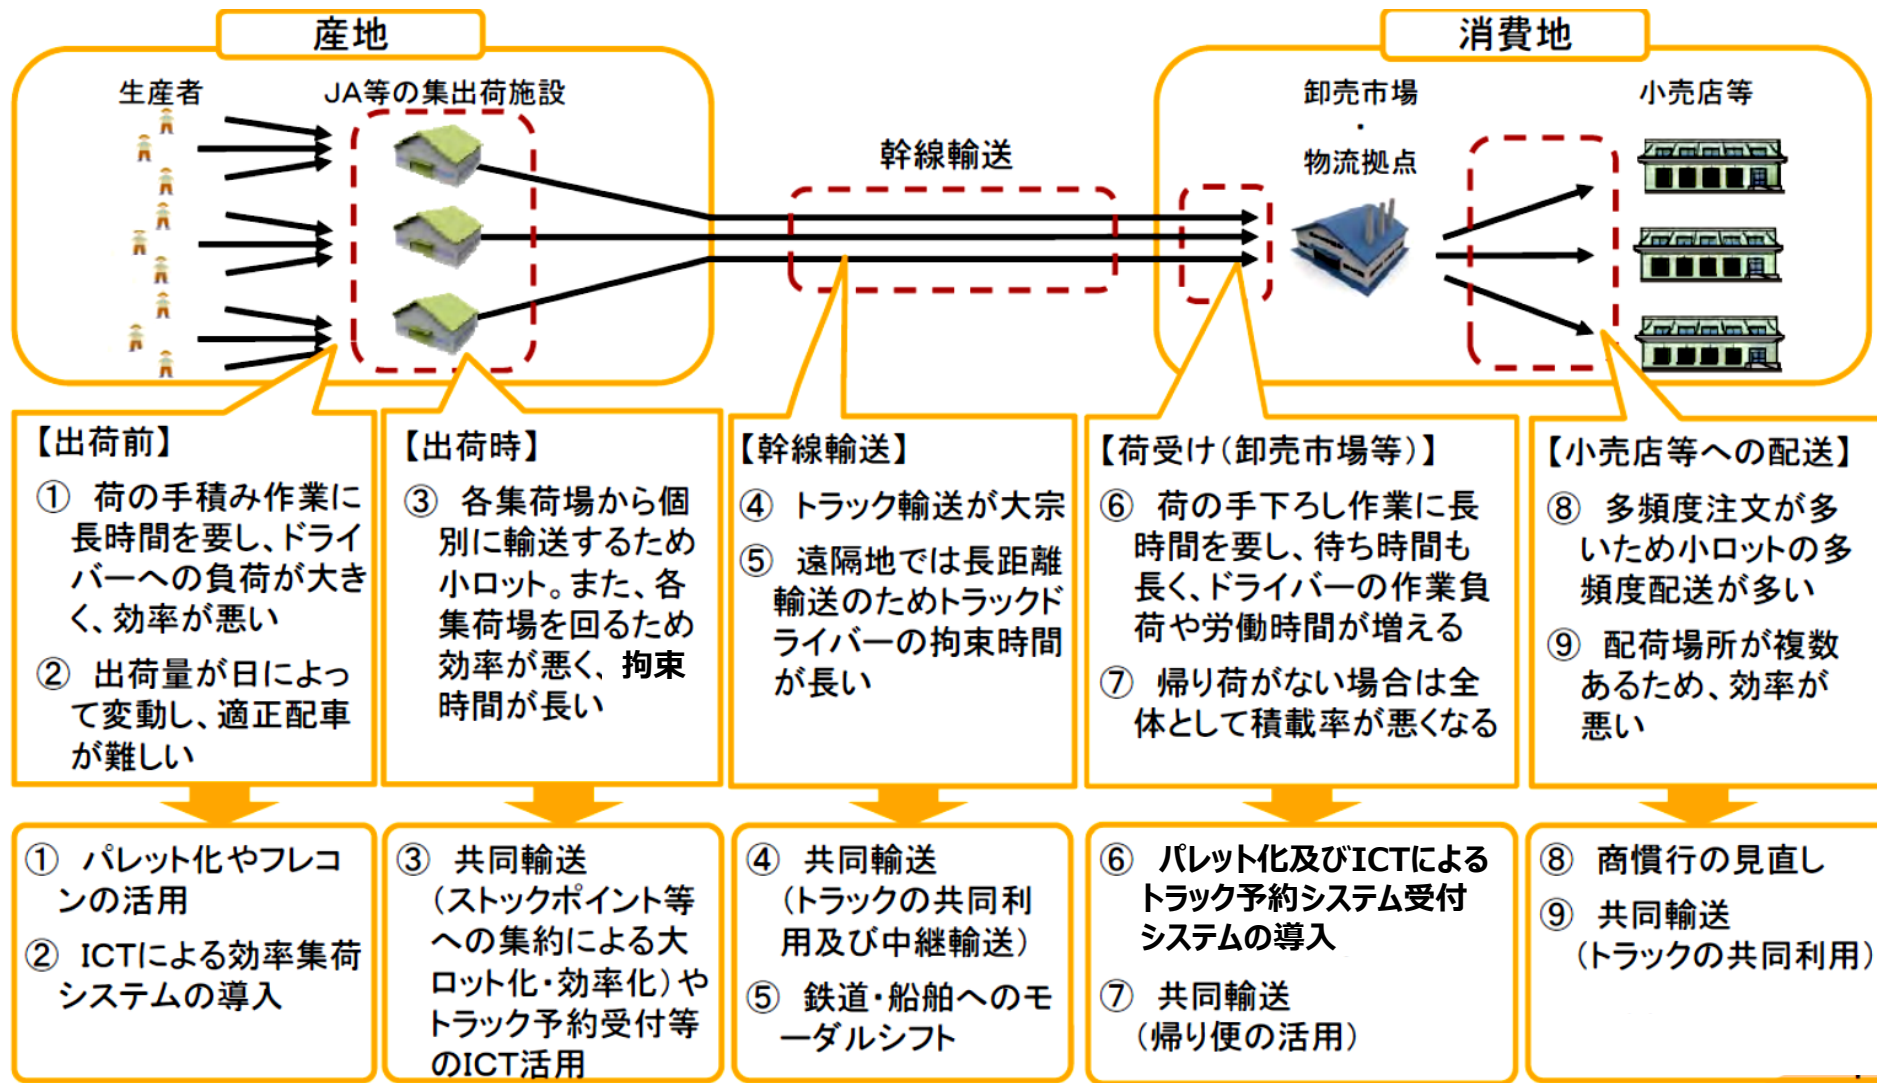 産地
消費地
生産者
JA等の集出荷施設
幹線輸送
卸売市場
・
物流拠点
小売店等
【出荷前】
① 荷の手積み作業に
長時間を要し、ドライ
バーへの負荷が大き
く、効率が悪い
② 出荷量が日によっ
て変動し、適正配車
が難しい
【出荷時】
③ 各集荷場から個
別に輸送するため
小ロット。また、各
集荷場を回るため
効率が悪く、拘束
時間が長い
【幹線輸送】
④ トラック輸送が大宗
⑤ 遠隔地では長距離
輸送のためトラックド
ライバーの拘束時間
が長い
【荷受け(卸売市場等)】
⑥ 荷の手下ろし作業に長
時間を要し、待ち時間も
長く、ドライバーの作業負
荷や労働時間が増える
⑦ 帰り荷がない場合は全
体として積載率が悪くなる
【小売店等への配送】
⑧ 多頻度注文が多
いため小ロットの多
頻度配送が多い
⑨ 配荷場所が複数
あるため、効率が
悪い
① パレット化やフレコ
ンの活用
② ICTによる効率集荷
システムの導入
③ 共同輸送
(ストックポイント等
への集約による大
ロット化・効率化)や
トラック予約受付等
のICT活用
④ 共同輸送
(トラックの共同利
用及び中継輸送)
⑤ 鉄道・船舶へのモ
ーダルシフト
⑥ パレット化及びICTによる
トラック予約システム受付
システムの導入
⑦ 共同輸送
(帰り便の活用)
⑧ 商慣行の見直し
⑨ 共同輸送
(トラックの共同利用)